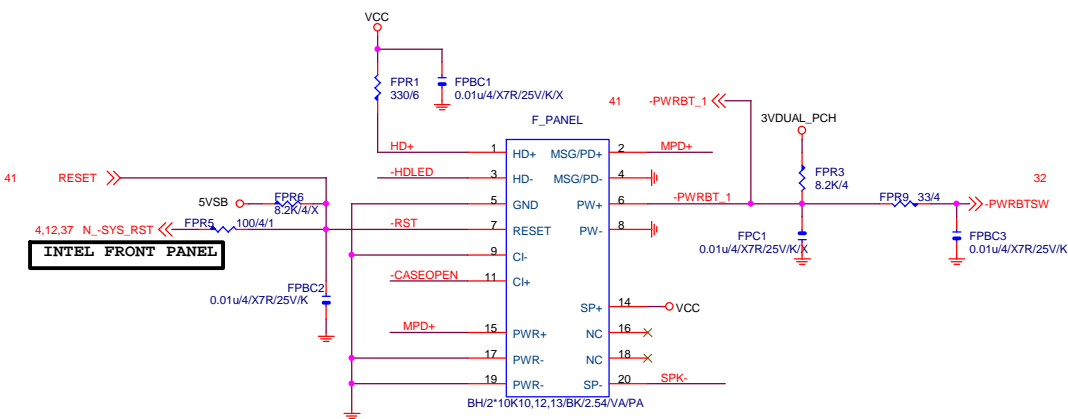 VCC
FPR1
330/6
FPBC1
0.01u/4/X7R/25V/K/X
41 -PWRBT_1
F_PANEL
3VDUAL_PCH
HD+ 1 HD+ MSG/PD+ 2 MPD+
41 RESET
-HDLED 3 HD- MSG/PD- 4
FPR3
8.2K/4
32
5VSB FPR6
8.2K/4/X
5 GND PW+ 6 -PWRBT_1
FPR9 33/4
-PWRBTSW
4,12,37 N_-SYS_RST FPR5 100/4/1
-RST 7 RESET PW- 8
INTEL FRONT PANEL
9 CI-
FPC1
0.01u/4/X7R/25V/K/X
FPBC3
0.01u/4/X7R/25V/K
-CASEOPEN 11 CI+
FPBC2
0.01u/4/X7R/25V/K
SP+ 14 VCC
MPD+ 15 PWR+ NC 16
17 PWR- NC 18
19 PWR- SP- 20 SPK-
BH/2*10K10,12,13/BK/2.54/VA/PA